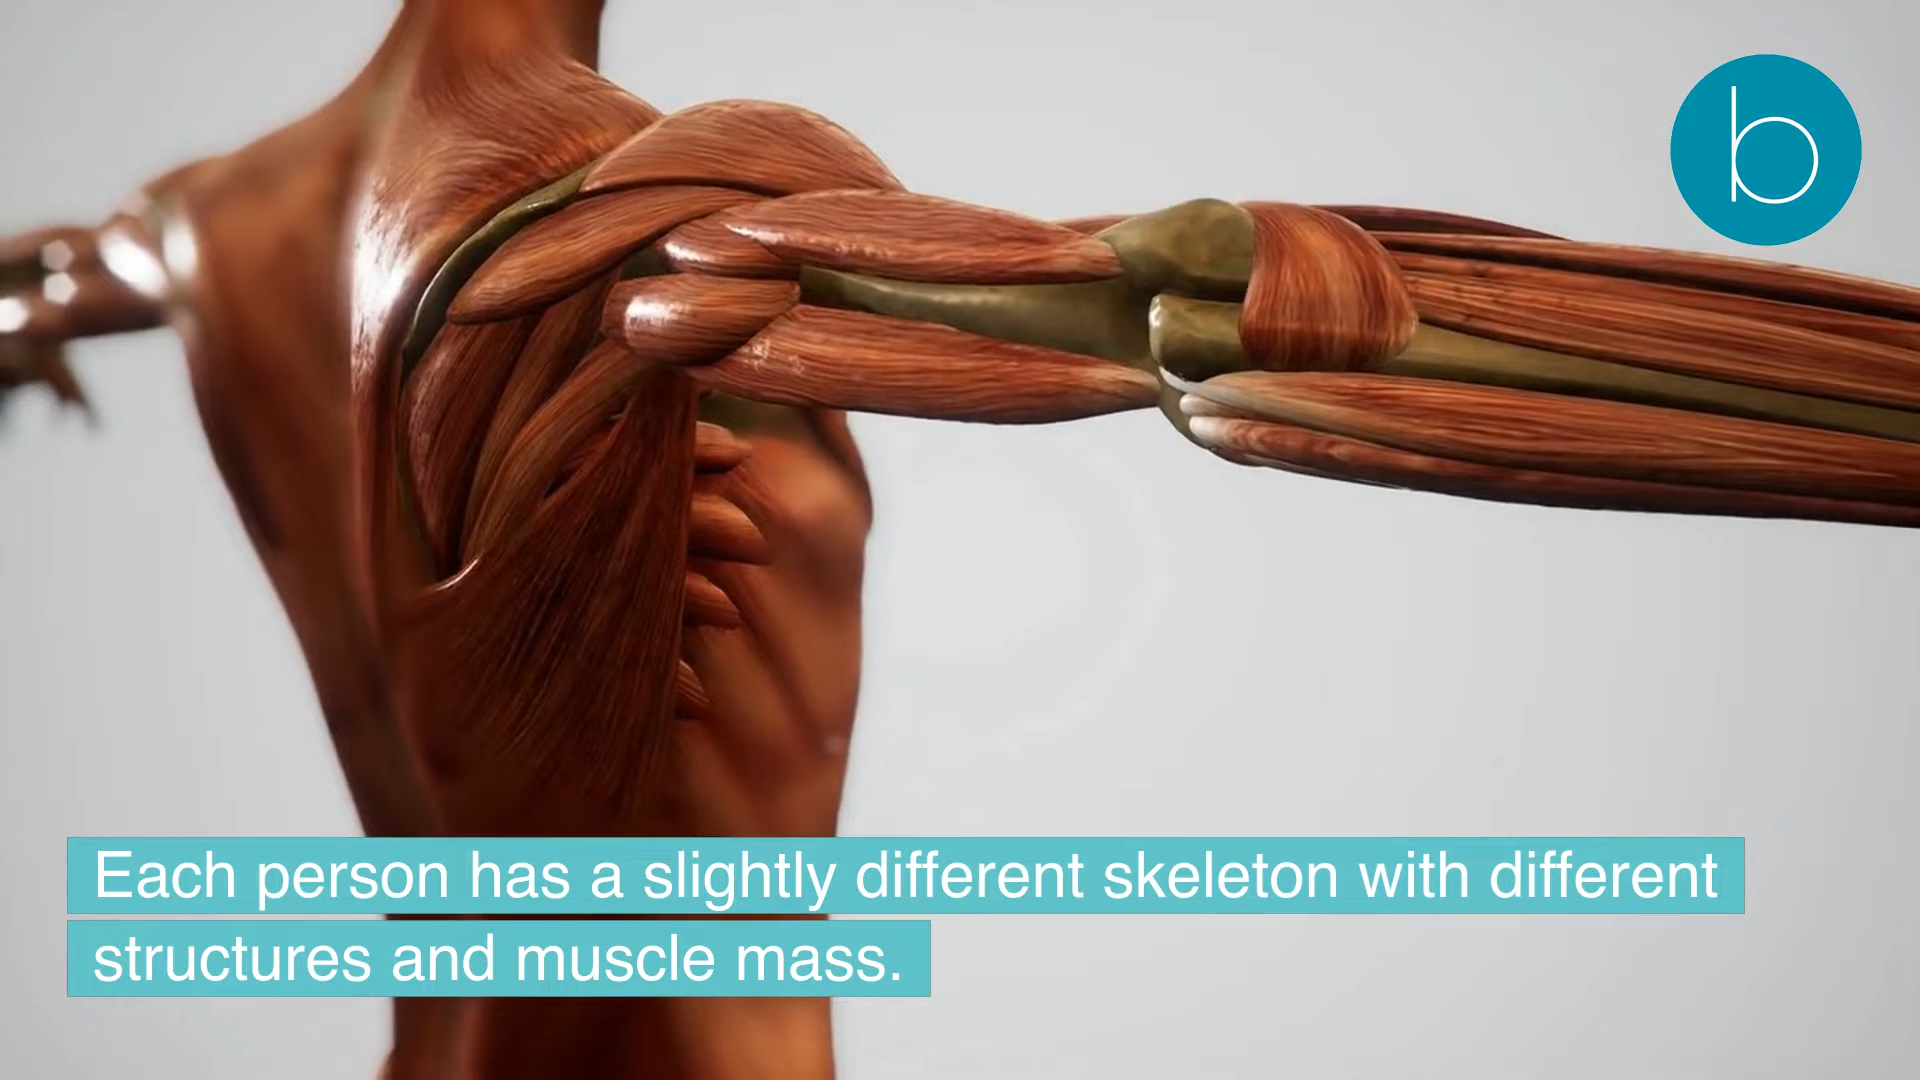 b
Each person has a slightly different skeleton with different
structures and muscle mass.